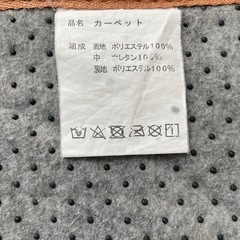 品名 カーペット
組成 表地 ポリエステル100%
中 ウレタン100%
裏地 ポリエステル100%